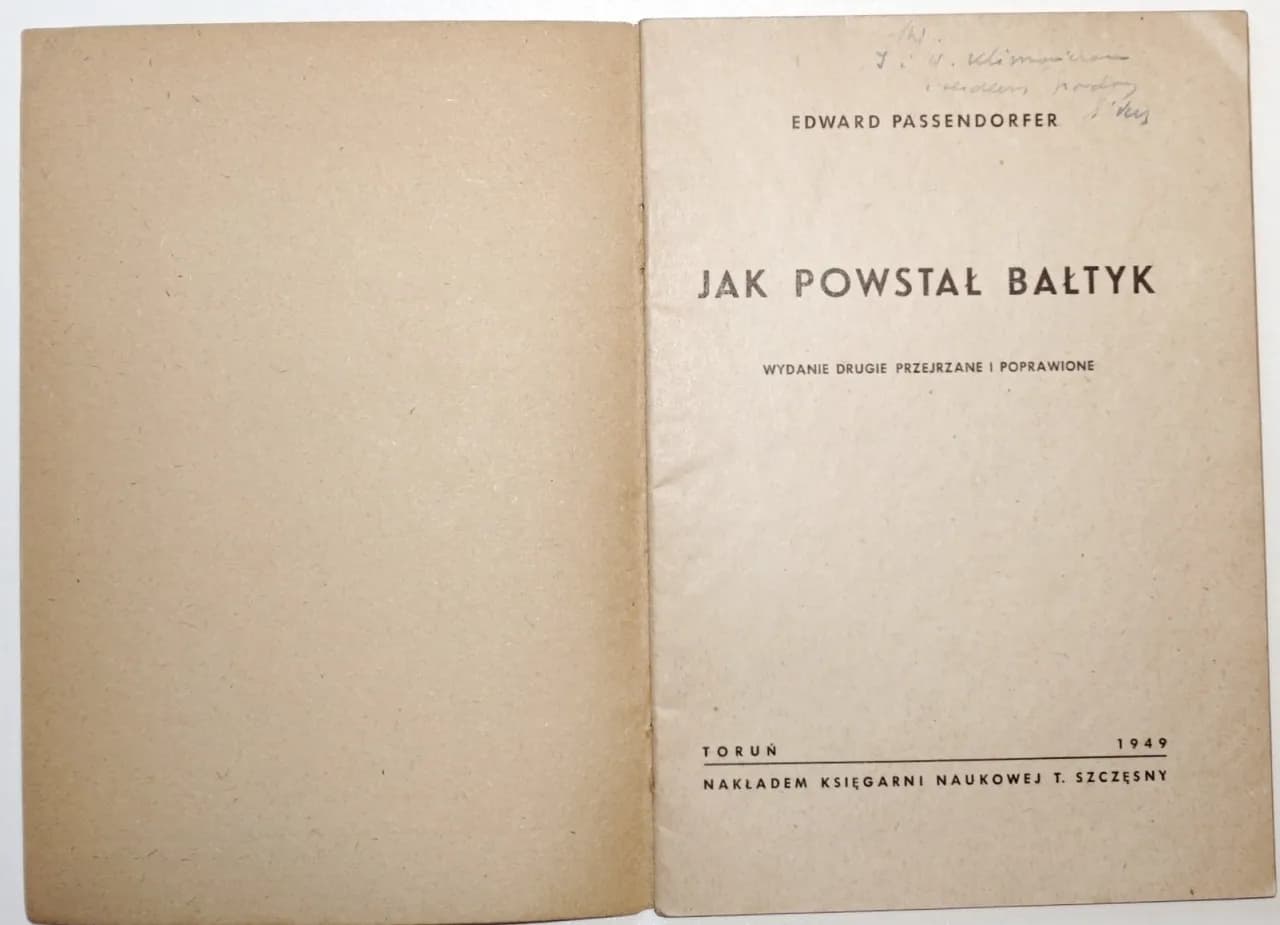 EDWARD PASSENDORFER
JAK POWSTAŁ BAŁTYK
WYDANIE DRUGIE PRZEJRZANE I POPRAWIONE
TORUŃ 1949
NAKŁADEM KSIĘGARNI NAUKOWEJ T. SZCZĘSNY